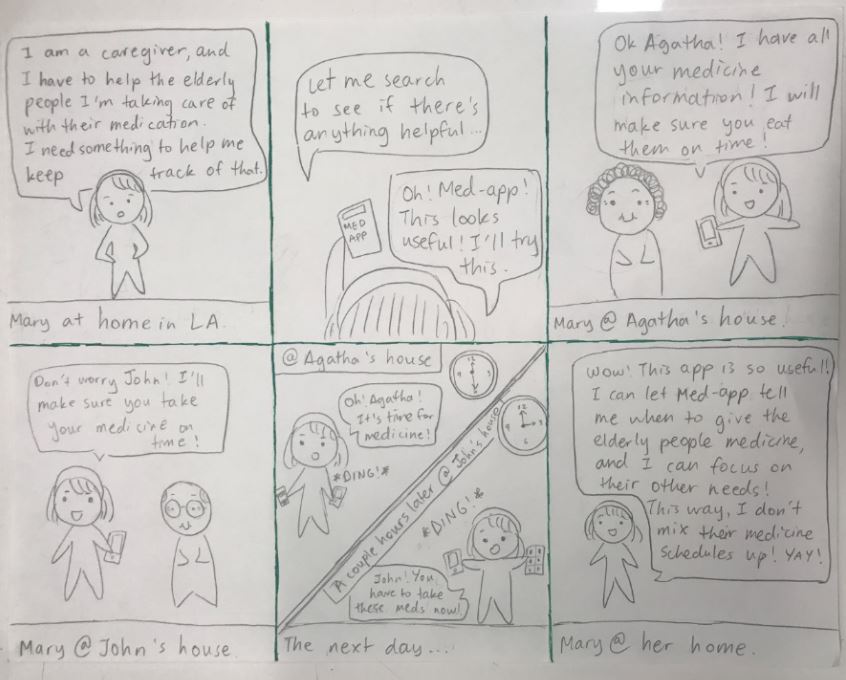 I am a caregiver, and
I have to help the elderly
people I'm taking care of
with their medication.
I need something to help me
keep track of that.
Mary at home in LA.
Let me search
to see if there's
anything helpful...
MED
APP
Oh! Med-app!
This looks
useful! I'll try
this.
Ok Agatha! I have all
your medicine
information! I will
make sure you eat
them on time!
Mary @ Agatha's house.
Don't worry John! I'll
make sure you take
your medicine on
time!
Mary @ John's house.
@ Agatha's house
12
Oh! Agatha!
It's time for
medicine!
*DING!*
A couple hours later @ John's house
12
3
6
9
*DING!*
John! You
have to take
these meds now!
The next day....
Wow! This app is so useful!
I can let Med-app tell
me when to give the
elderly people medicine,
and I can focus on
their other needs!
This way, I don't
mix their medicine
schedules up! YAY!
Mary @ her home.